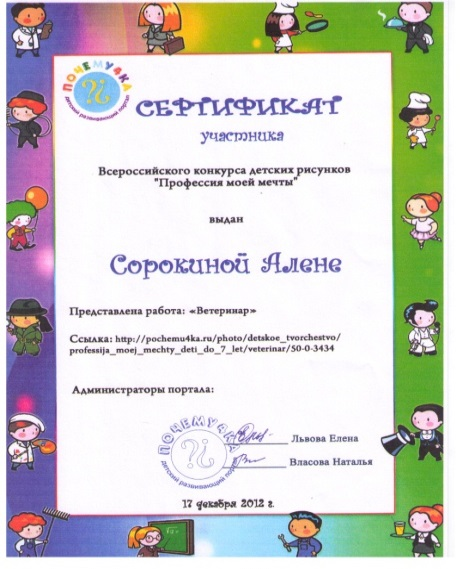 ПОЧЕМУ4КА
детский развивающий портал
СЕРТИФИКАТ
участника
Всероссийского конкурса детских рисунков
"Профессия моей мечты"
выдан
Сорокиной Алене
Представлена работа: «Ветеринар»
Ссылка: http://pochemu4ka.ru/photo/detskoe_tvorchestvo/
professija_moej_mechty_deti_do_7_let/veterinar/50-0-3434
Администраторы портала:
ПОЧЕМУ4КА
детский развивающий портал
Львова Елена
Власова Наталья
17 декабря 2012 г.